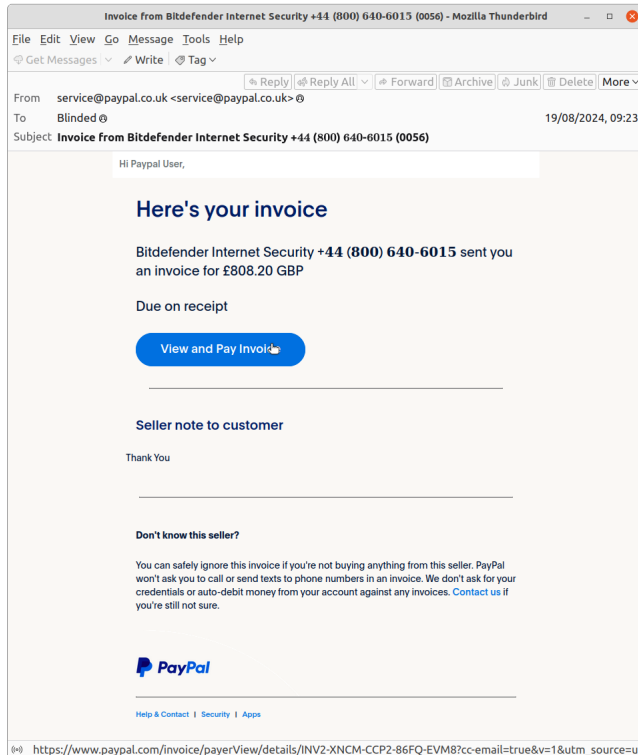 Invoice from Bitdefender Internet Security +44 (800) 640-6015 (0056) - Mozilla Thunderbird
File Edit View Go Message Tools Help
Get Messages Write Tag
Reply Reply All Forward Archive Junk Delete More
From service@paypal.co.uk <service@paypal.co.uk>
To Blinded 19/08/2024, 09:23
Subject Invoice from Bitdefender Internet Security +44 (800) 640-6015 (0056)
Hi Paypal User,
Here's your invoice
Bitdefender Internet Security +44 (800) 640-6015 sent you
an invoice for £808.20 GBP
Due on receipt
View and Pay Invoice
Seller note to customer
Thank You
Don't know this seller?
You can safely ignore this invoice if you're not buying anything from this seller. PayPal
won't ask you to call or send texts to phone numbers in an invoice. We don't ask for your
credentials or auto-debit money from your account against any invoices. Contact us if
you're still not sure.
PayPal
Help & Contact | Security | Apps
https://www.paypal.com/invoice/payerView/details/INV2-XNCM-CCP2-86FQ-EVM8?cc-email=true&v=1&utm_source=u